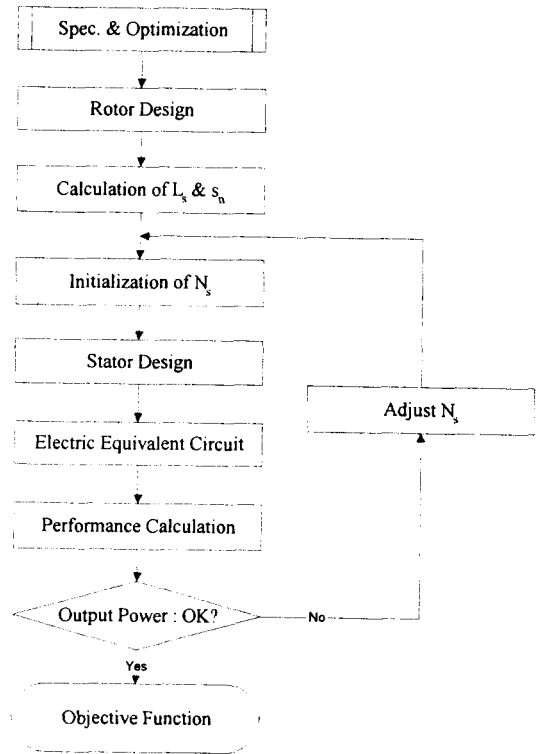 Spec. & Optimization
Rotor Design
Calculation of Lₛ & sₙ
Initialization of Nₛ
Stator Design
Adjust Nₛ
Electric Equivalent Circuit
Performance Calculation
Output Power : OK?
No
Yes
Objective Function